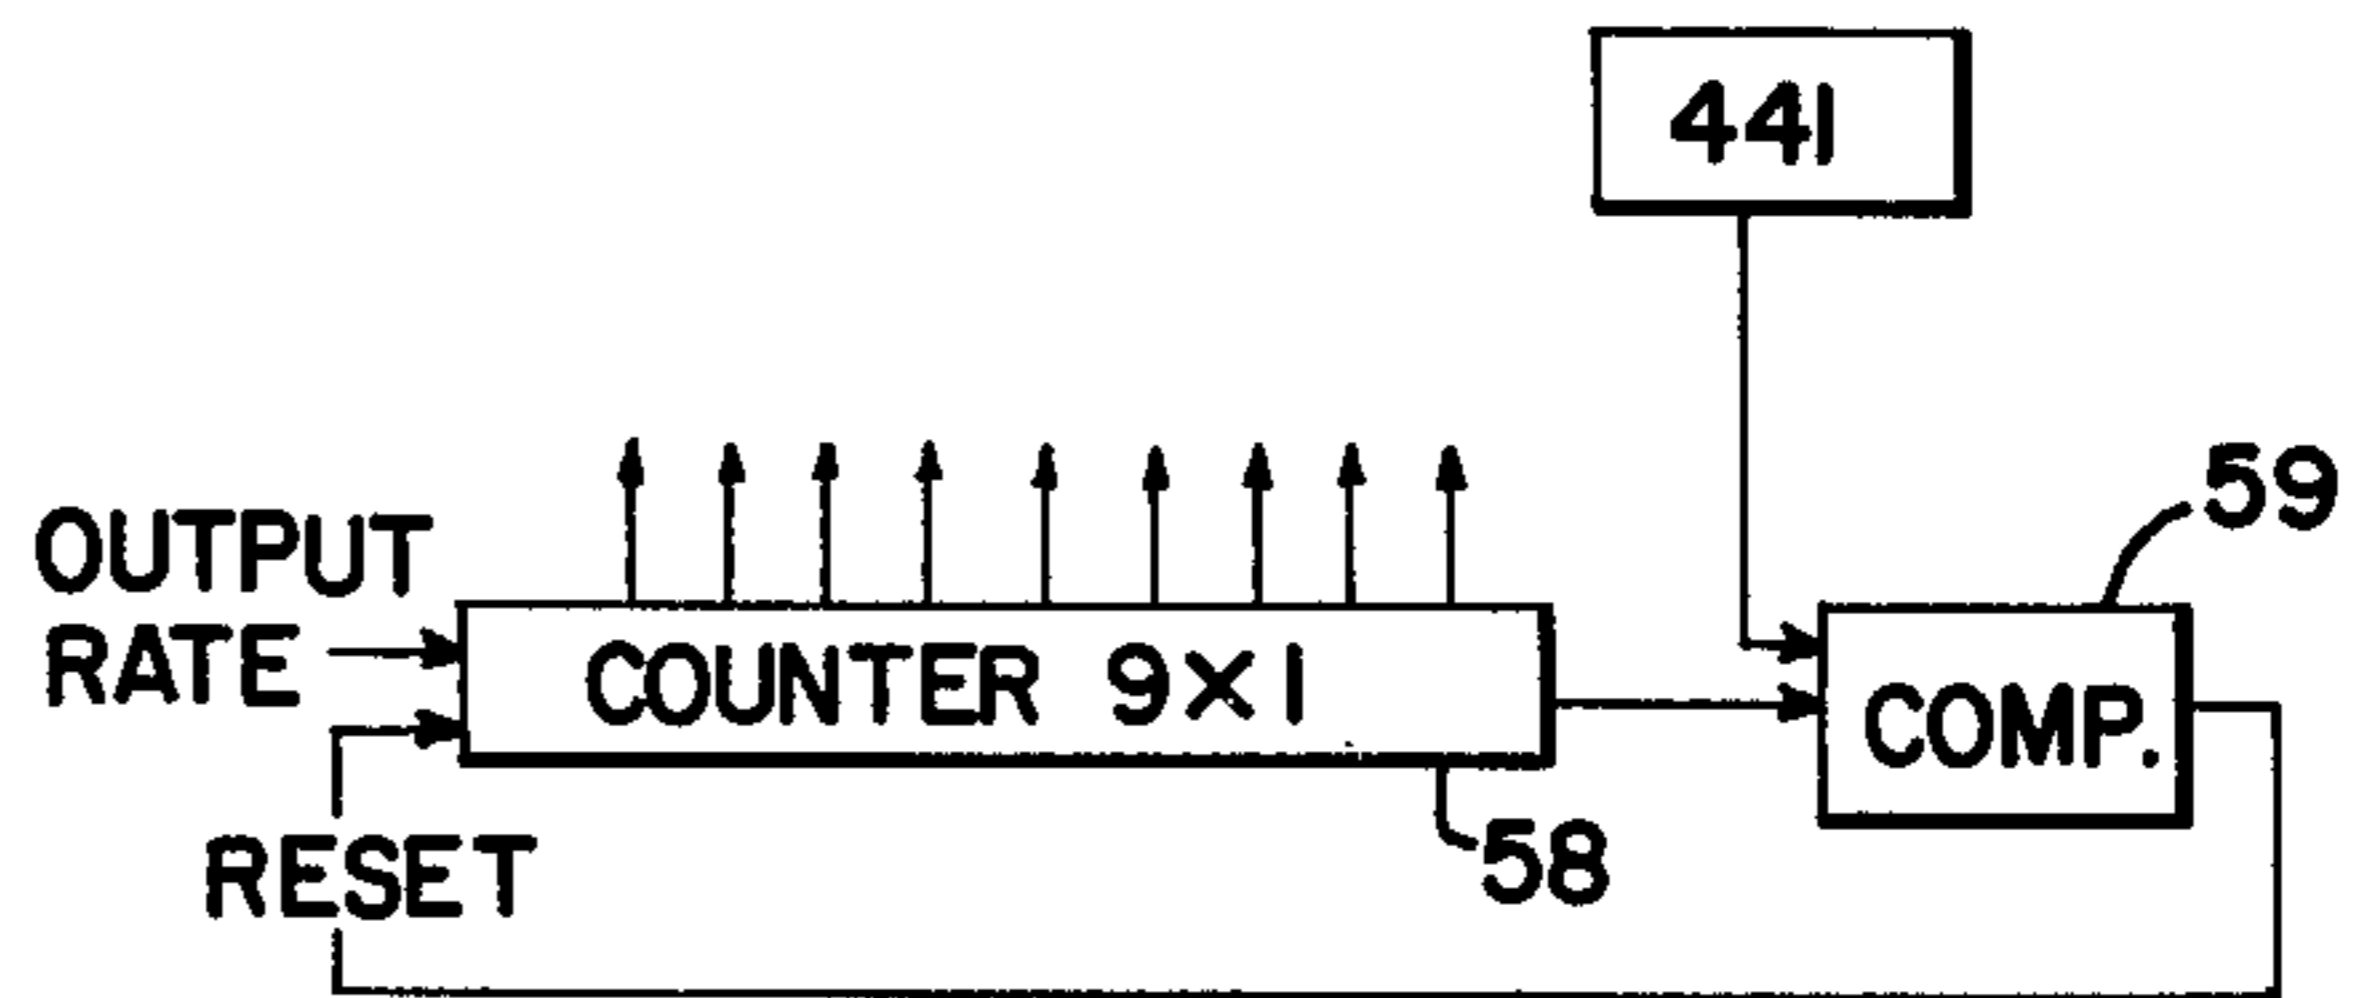 441
59
OUTPUT
RATE
COUNTER 9×1
COMP.
58
RESET